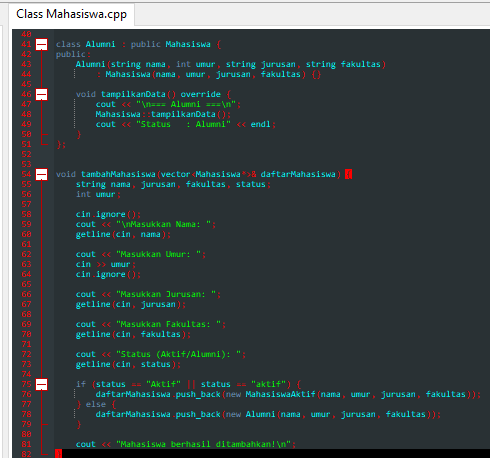 Class Mahasiswa.cpp
40
41 class Alumni : public Mahasiswa {
42 public:
43     Alumni(string nama, int umur, string jurusan, string fakultas)
44         : Mahasiswa(nama, umur, jurusan, fakultas) {}
45
46     void tampilkanData() override {
47         cout << "\n=== Alumni ===\n";
48         Mahasiswa::tampilkanData();
49         cout << "Status   : Alumni" << endl;
50     }
51 };
52
53
54 void tambahMahasiswa(vector<Mahasiswa*>& daftarMahasiswa) {
55     string nama, jurusan, fakultas, status;
56     int umur;
57
58     cin.ignore();
59     cout << "\nMasukkan Nama: ";
60     getline(cin, nama);
61
62     cout << "Masukkan Umur: ";
63     cin >> umur;
64     cin.ignore();
65
66     cout << "Masukkan Jurusan: ";
67     getline(cin, jurusan);
68
69     cout << "Masukkan Fakultas: ";
70     getline(cin, fakultas);
71
72     cout << "Status (Aktif/Alumni): ";
73     getline(cin, status);
74
75     if (status == "Aktif" || status == "aktif") {
76         daftarMahasiswa.push_back(new MahasiswaAktif(nama, umur, jurusan, fakultas));
77     } else {
78         daftarMahasiswa.push_back(new Alumni(nama, umur, jurusan, fakultas));
79     }
80
81     cout << "Mahasiswa berhasil ditambahkan!\n";
82 }